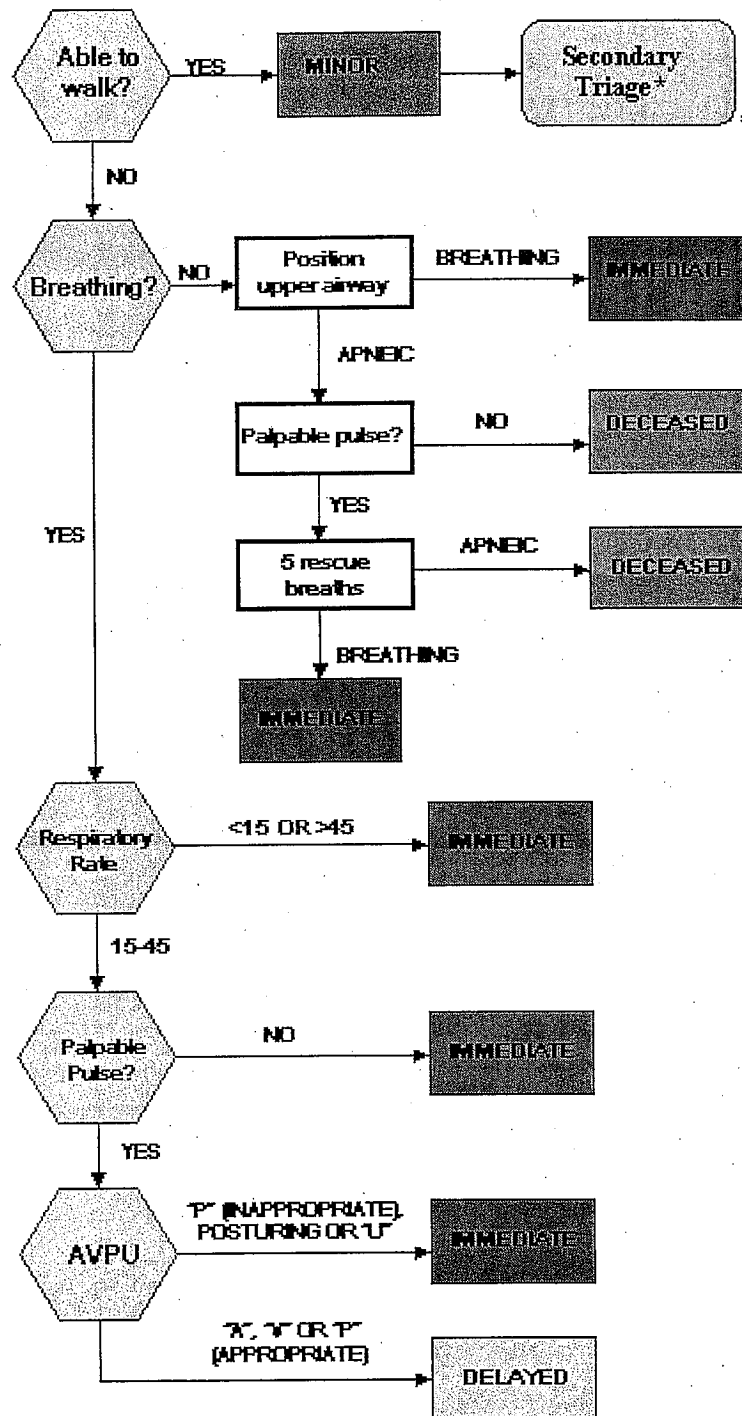 Able to
walk?
YES
MINOR
Secondary
Triage*
NO
Breathing?
NO
Position
upper airway
BREATHING
IMMEDIATE
APNEIC
Palpable pulse?
NO
DECEASED
YES
YES
5 rescue
breaths
APNEIC
DECEASED
BREATHING
IMMEDIATE
Respiratory
Rate
<15 OR >45
IMMEDIATE
15-45
Palpable
Pulse?
NO
IMMEDIATE
YES
AVPU
"P" (INAPPROPRIATE),
POSTURING OR "U"
IMMEDIATE
"A", "V" OR "P"
(APPROPRIATE)
DELAYED